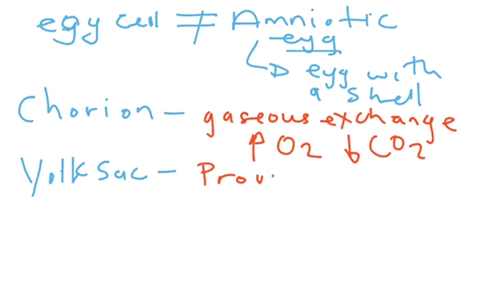 egg cell ≠ Amniotic
egg
↳ egg with
a shell
Chorion - gaseous exchange
↑O2 ↓CO2
Yolk Sac - Prov